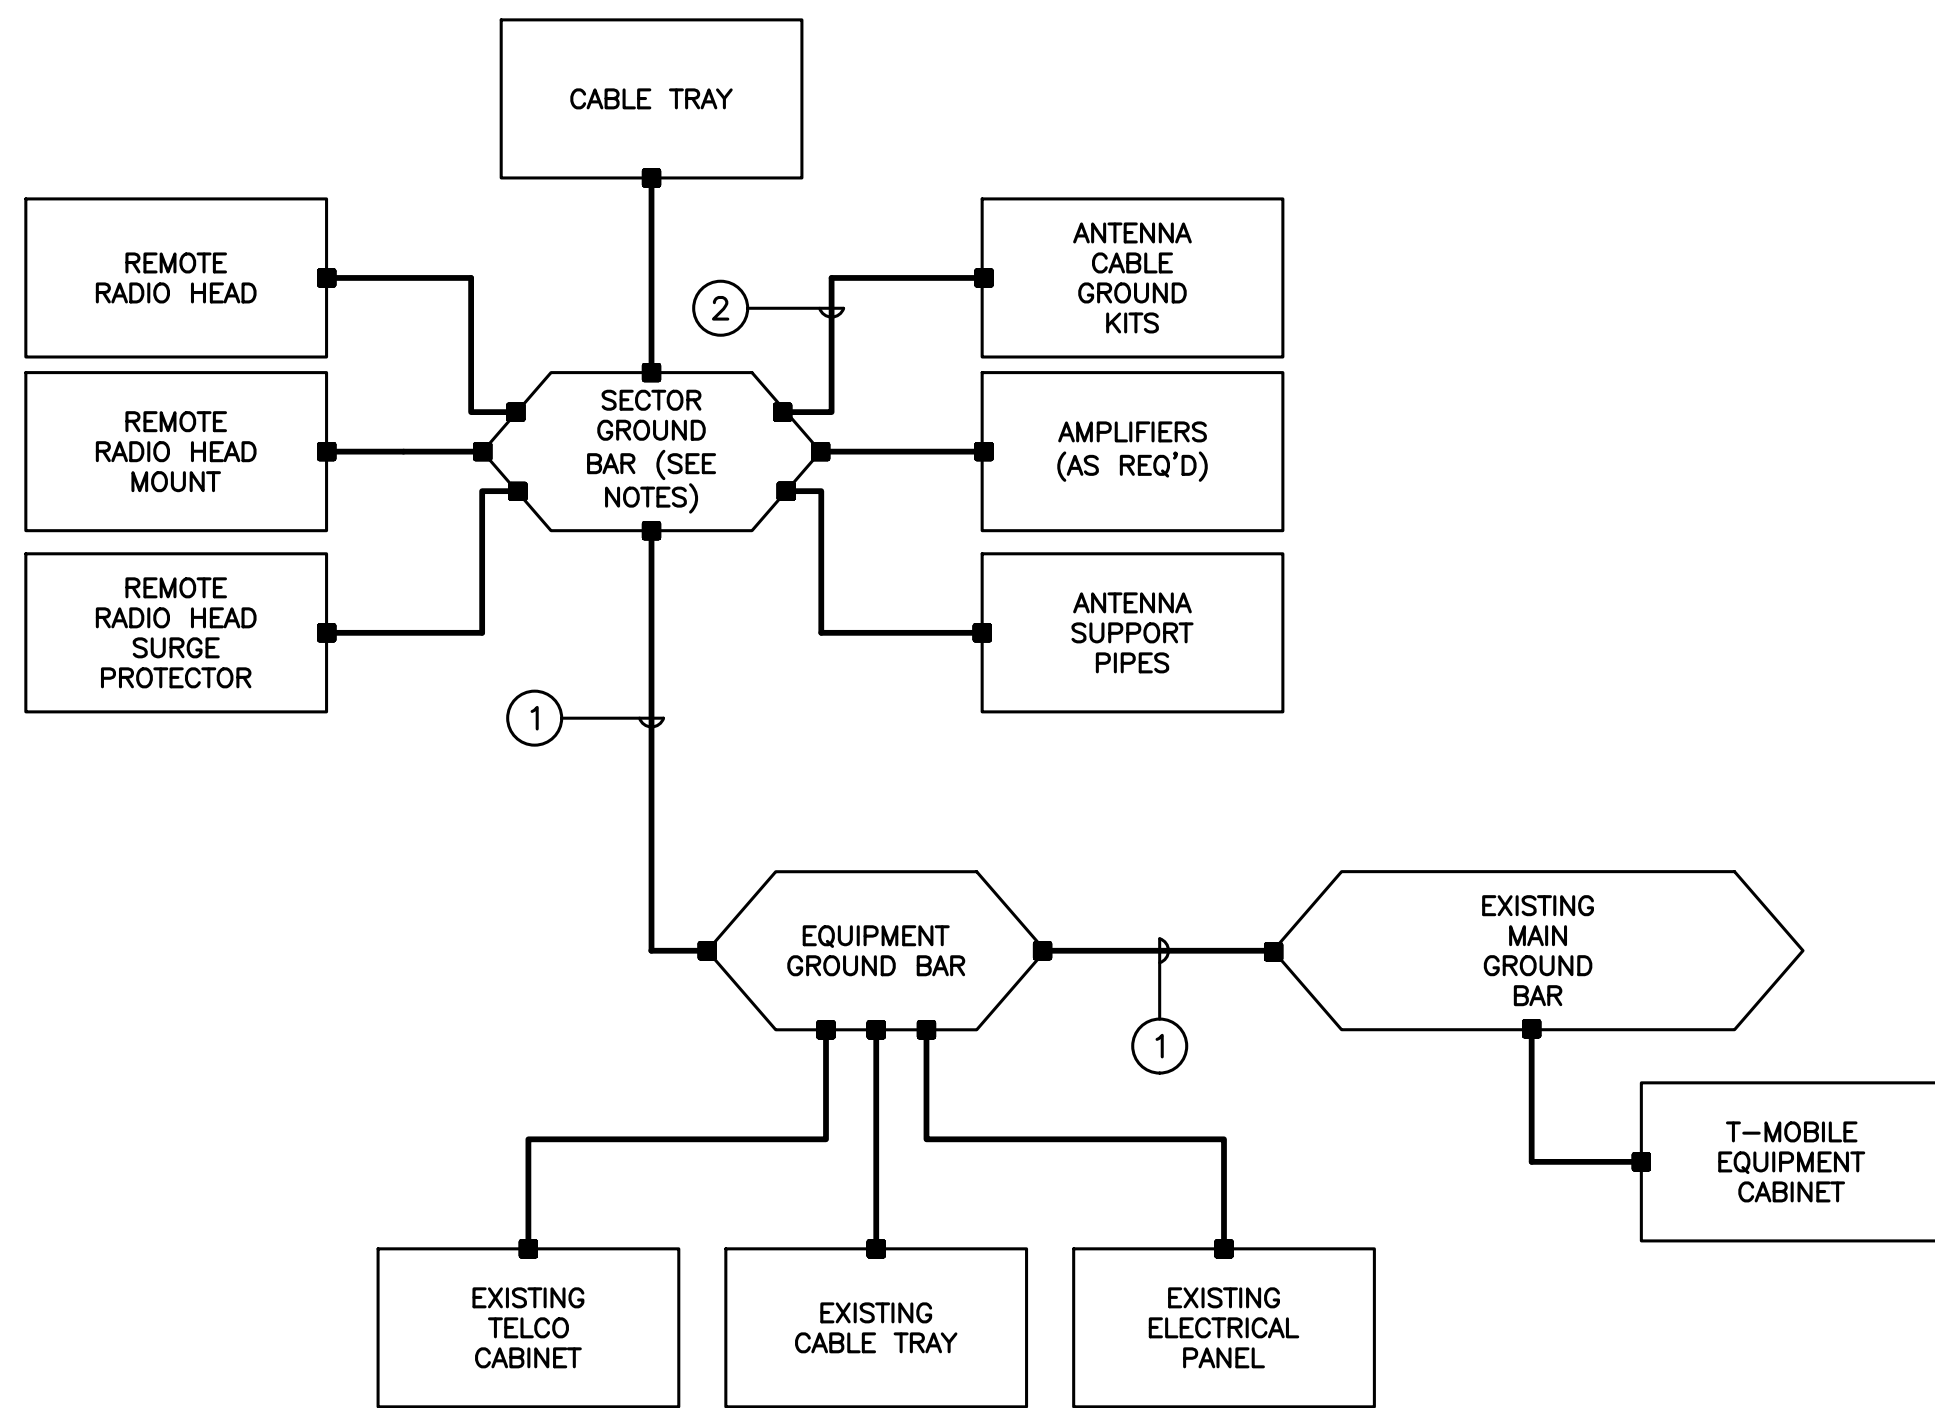 CABLE TRAY
REMOTE
RADIO HEAD
2
ANTENNA
CABLE
GROUND
KITS
REMOTE
RADIO HEAD
MOUNT
SECTOR
GROUND
BAR (SEE
NOTES)
AMPLIFIERS
(AS REQ'D)
REMOTE
RADIO HEAD
SURGE
PROTECTOR
ANTENNA
SUPPORT
PIPES
1
EQUIPMENT
GROUND BAR
EXISTING
MAIN
GROUND
BAR
1
T-MOBILE
EQUIPMENT
CABINET
EXISTING
TELCO
CABINET
EXISTING
CABLE TRAY
EXISTING
ELECTRICAL
PANEL